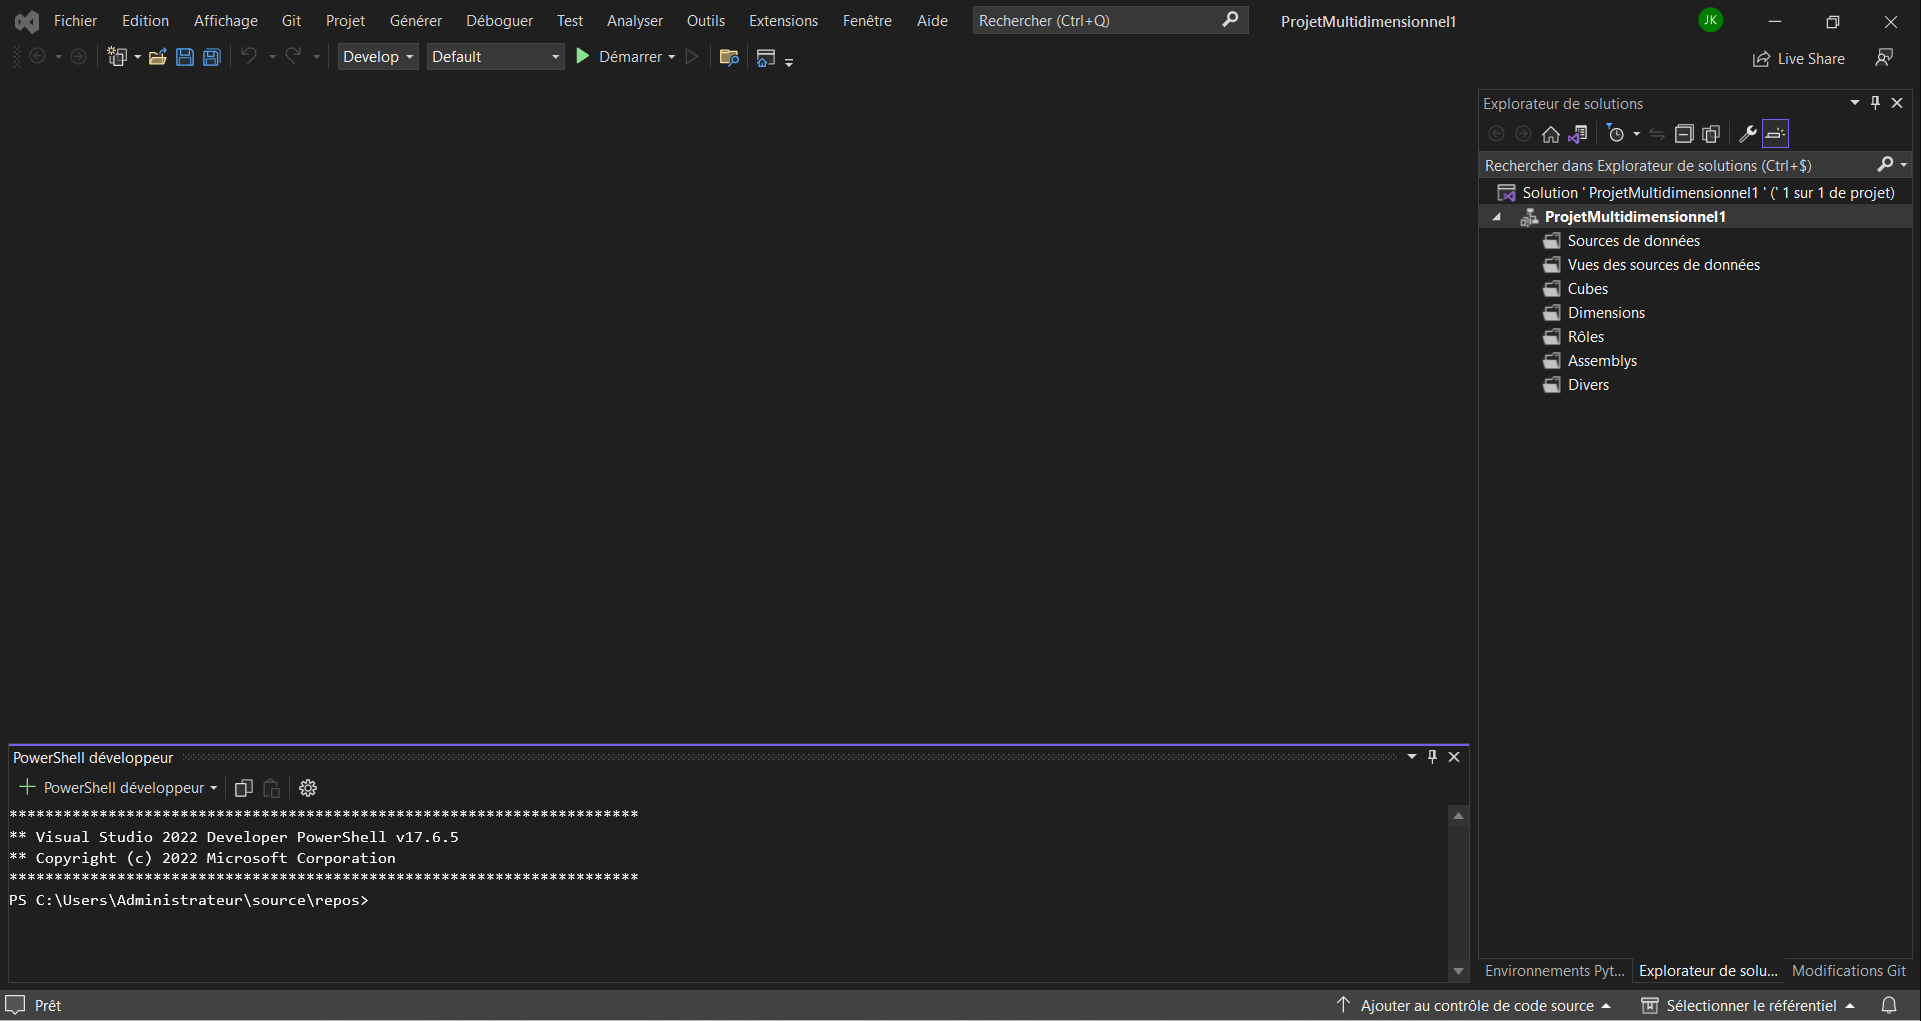 Fichier Edition Affichage Git Projet Générer Déboguer Test Analyser Outils Extensions Fenêtre Aide Rechercher (Ctrl+Q) ProjetMultidimensionnel1 JK
Develop Default Démarrer Live Share
Explorateur de solutions
Rechercher dans Explorateur de solutions (Ctrl+$)
Solution ' ProjetMultidimensionnel1 ' (' 1 sur 1 de projet)
ProjetMultidimensionnel1
Sources de données
Vues des sources de données
Cubes
Dimensions
Rôles
Assemblys
Divers
PowerShell développeur
PowerShell développeur
**********************************************************************
** Visual Studio 2022 Developer PowerShell v17.6.5
** Copyright (c) 2022 Microsoft Corporation
**********************************************************************
PS C:\Users\Administrateur\source\repos>
Environnements Pyt... Explorateur de solu... Modifications Git
Prêt Ajouter au contrôle de code source Sélectionner le référentiel